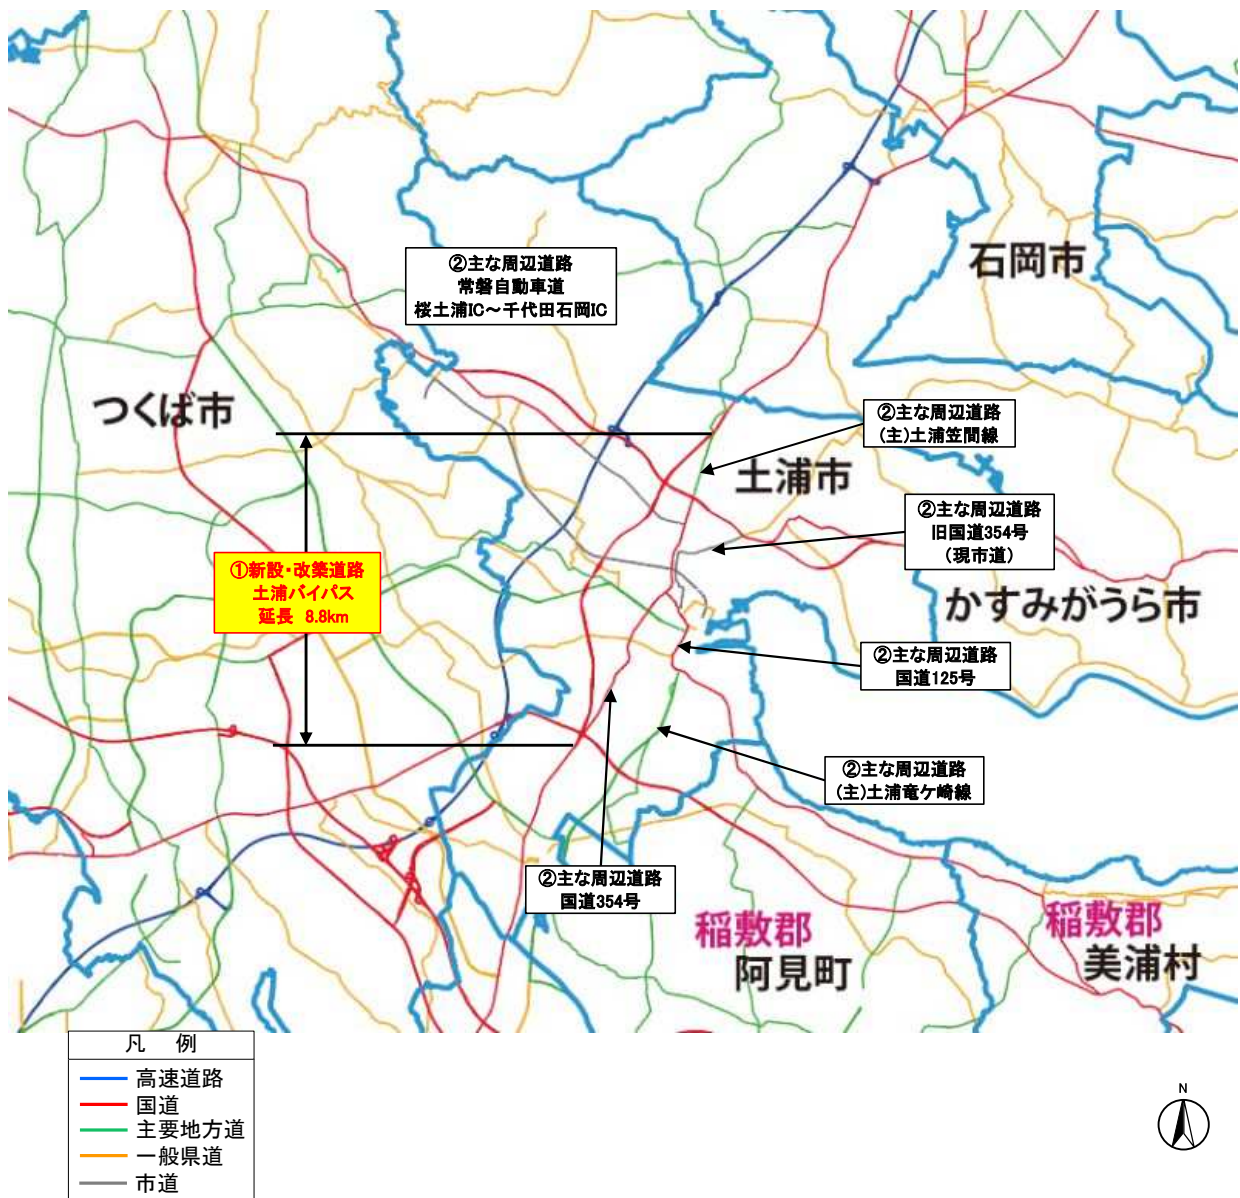 ②主な周辺道路
常磐自動車道
桜土浦IC～千代田石岡IC
石岡市
つくば市
②主な周辺道路
(主)土浦笠間線
土浦市
②主な周辺道路
旧国道354号
(現市道)
①新設・改築道路
土浦バイパス
延長 8.8km
かすみがうら市
②主な周辺道路
国道125号
②主な周辺道路
(主)土浦竜ケ崎線
②主な周辺道路
国道354号
稲敷郡
阿見町
稲敷郡
美浦村
凡 例
高速道路
国道
主要地方道
一般県道
市道
N